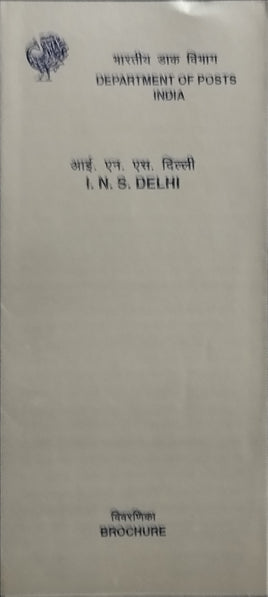 भारतीय डाक विभाग
DEPARTMENT OF POSTS
INDIA
आई. एन. एस. दिल्ली
I. N. S. DELHI
विवरणिका
BROCHURE